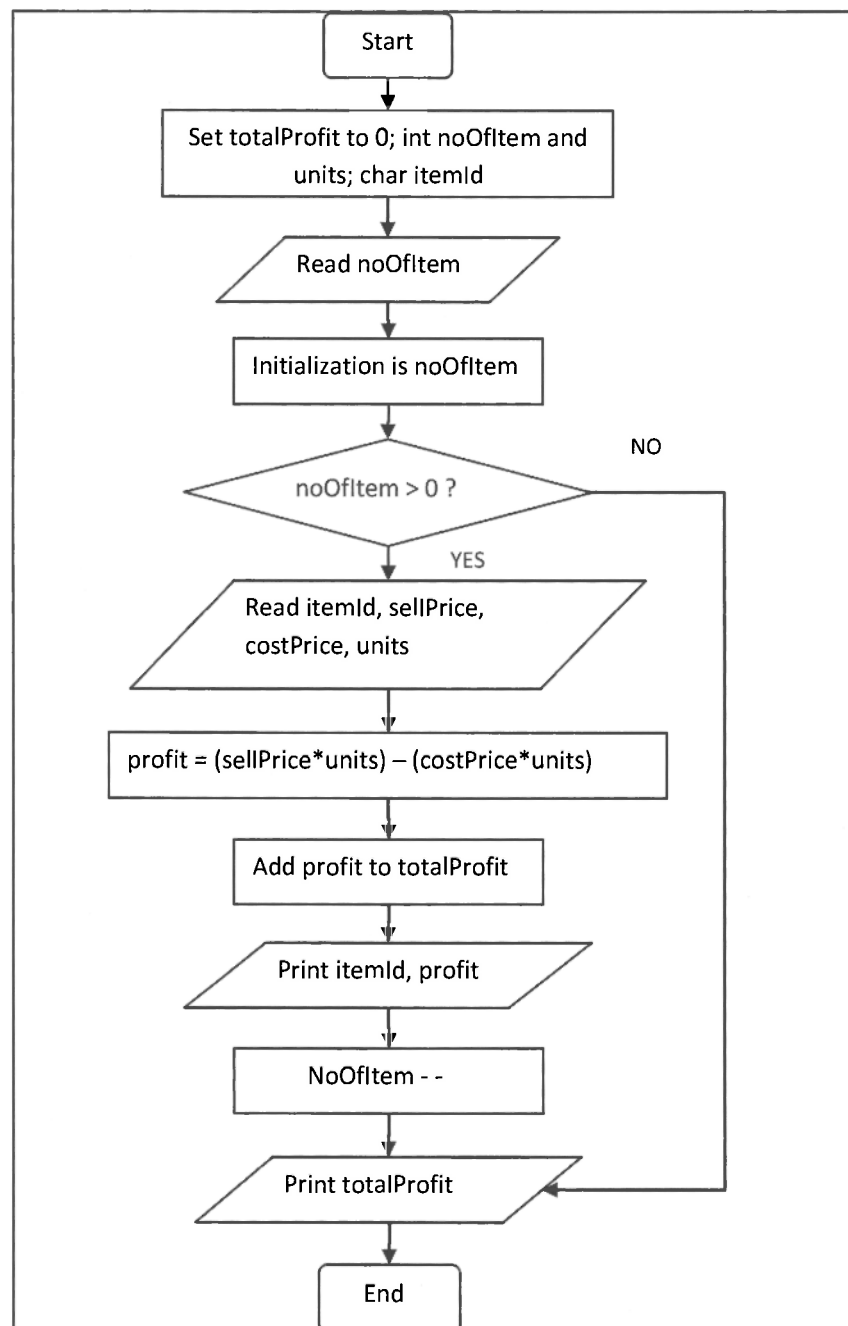 Start
Set totalProfit to 0; int noOfItem and
units; char itemId
Read noOfItem
Initialization is noOfItem
NO
noOfItem > 0 ?
YES
Read itemId, sellPrice,
costPrice, units
profit = (sellPrice*units) – (costPrice*units)
Add profit to totalProfit
Print itemId, profit
NoOfItem - -
Print totalProfit
End